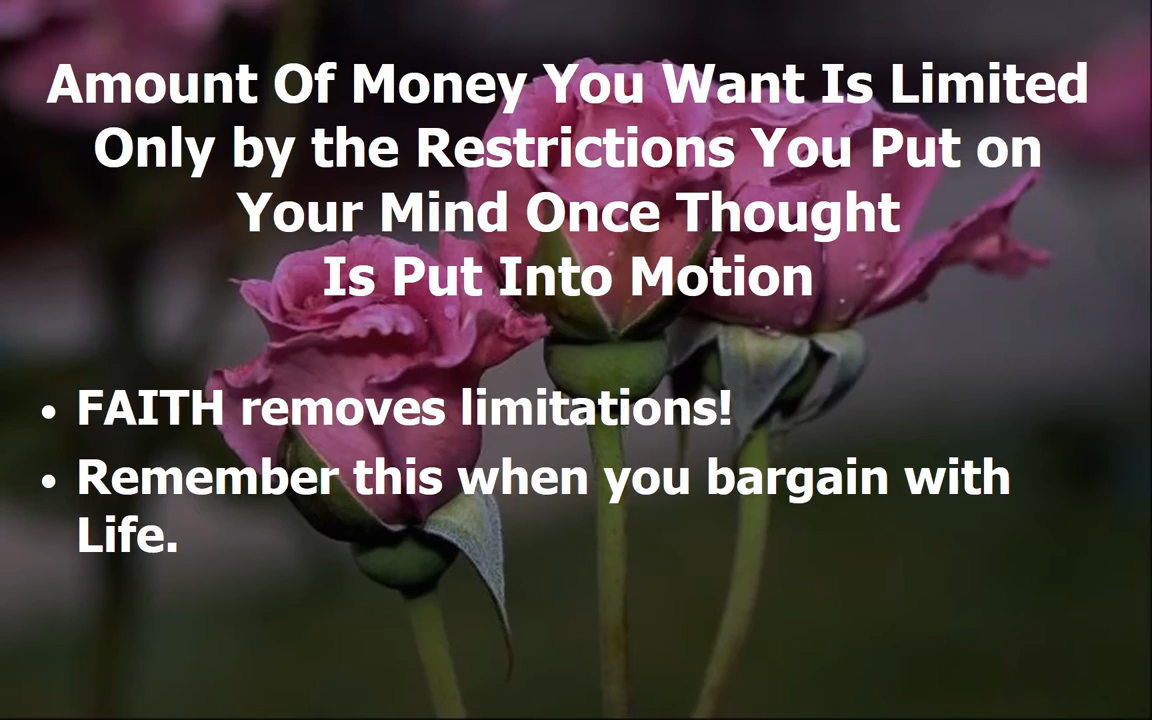 Amount Of Money You Want Is Limited
Only by the Restrictions You Put on
Your Mind Once Thought
Is Put Into Motion
• FAITH removes limitations!
• Remember this when you bargain with
Life.